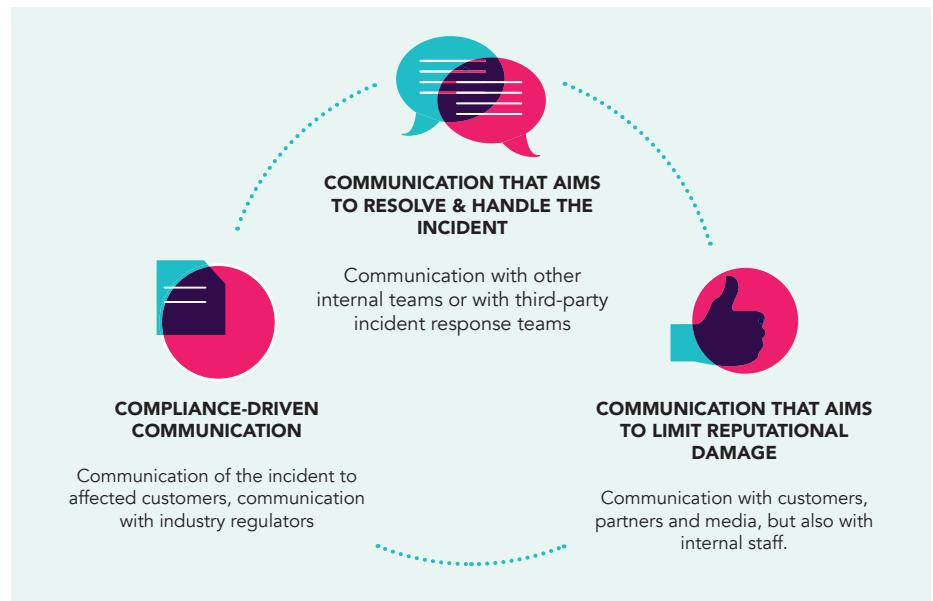 COMMUNICATION THAT AIMS
TO RESOLVE & HANDLE THE
INCIDENT
Communication with other
internal teams or with third-party
incident response teams
COMPLIANCE-DRIVEN
COMMUNICATION
Communication of the incident to
affected customers, communication
with industry regulators
COMMUNICATION THAT AIMS
TO LIMIT REPUTATIONAL
DAMAGE
Communication with customers,
partners and media, but also with
internal staff.